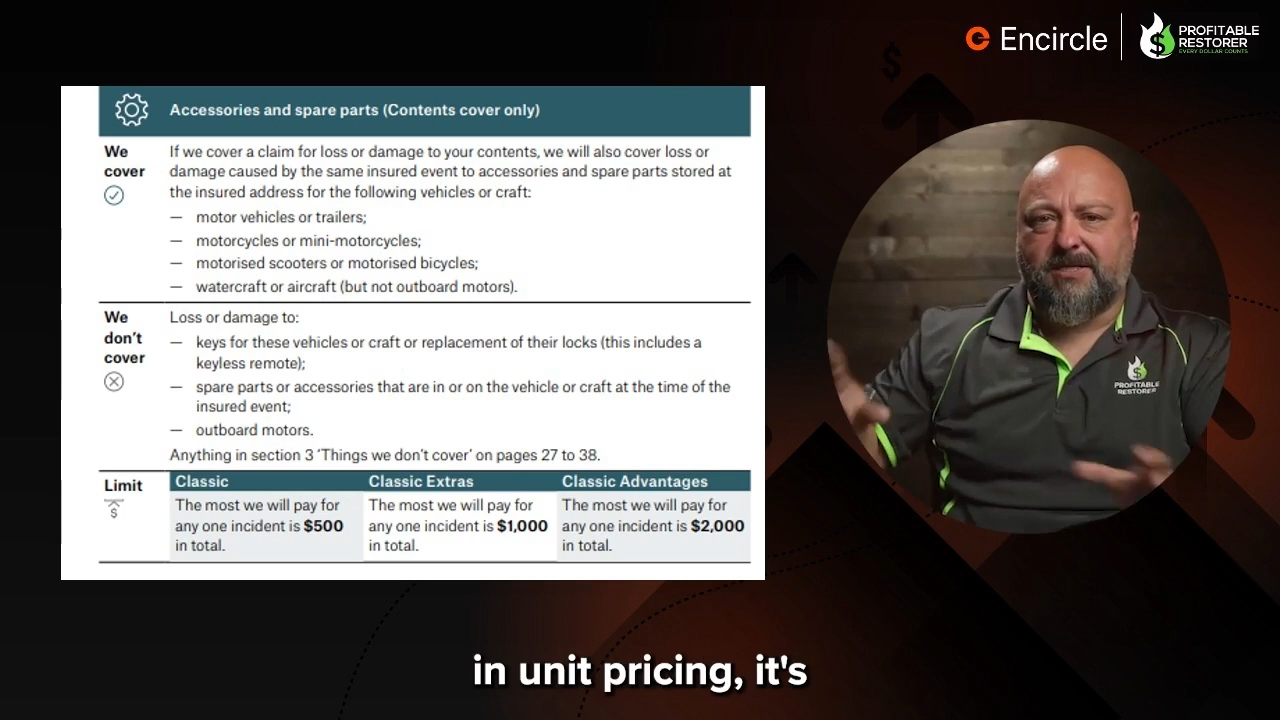 Encircle
PROFITABLE
RESTORER
EVERY DOLLAR COUNTS
Accessories and spare parts (Contents cover only)
We
cover
If we cover a claim for loss or damage to your contents, we will also cover loss or
damage caused by the same insured event to accessories and spare parts stored at
the insured address for the following vehicles or craft:
— motor vehicles or trailers;
— motorcycles or mini-motorcycles;
— motorised scooters or motorised bicycles;
— watercraft or aircraft (but not outboard motors).
We
don't
cover
Loss or damage to:
— keys for these vehicles or craft or replacement of their locks (this includes a
keyless remote);
— spare parts or accessories that are in or on the vehicle or craft at the time of the
insured event;
— outboard motors.
Anything in section 3 'Things we don't cover' on pages 27 to 38.
Limit
$
Classic
The most we will pay for
any one incident is $500
in total.
Classic Extras
The most we will pay for
any one incident is $1,000
in total.
Classic Advantages
The most we will pay for
any one incident is $2,000
in total.
PROFITABLE
RESTORER
in unit pricing, it's